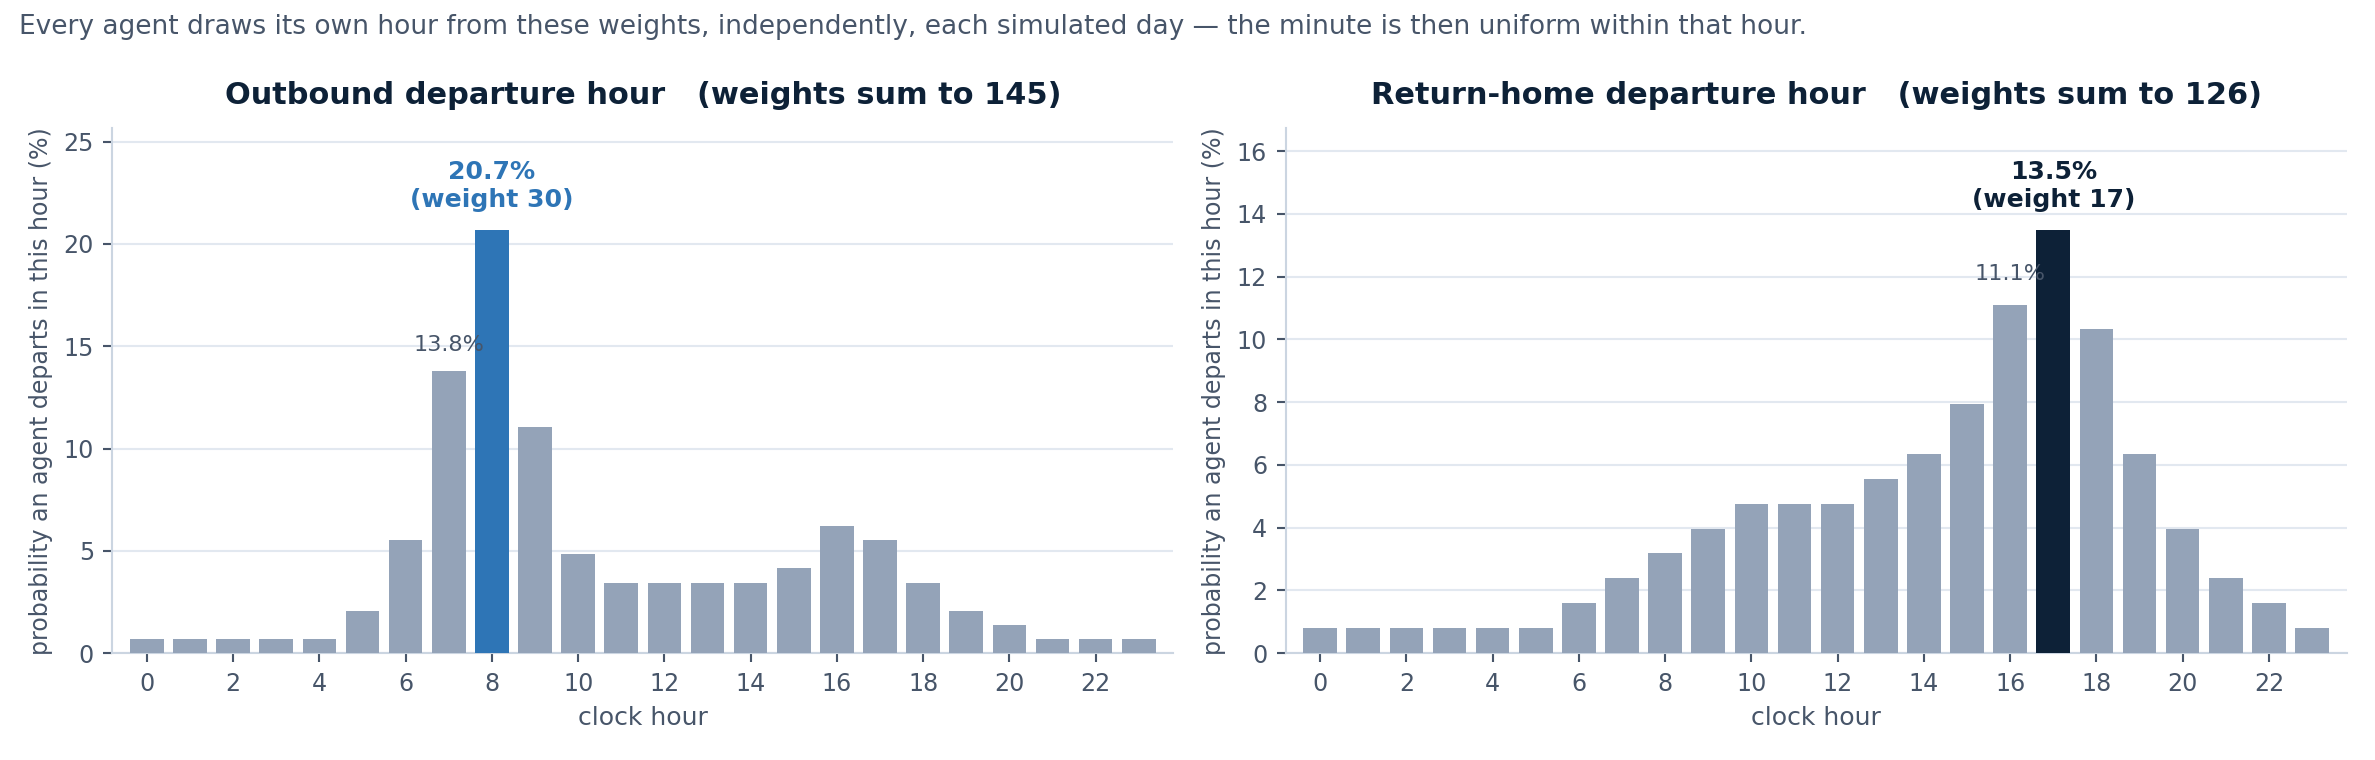 Every agent draws its own hour from these weights, independently, each simulated day — the minute is then uniform within that hour.
Outbound departure hour (weights sum to 145)
probability an agent departs in this hour (%)
25
20
15
10
5
0
20.7%
(weight 30)
13.8%
0 2 4 6 8 10 12 14 16 18 20 22
clock hour
Return-home departure hour (weights sum to 126)
probability an agent departs in this hour (%)
16
14
12
10
8
6
4
2
0
13.5%
(weight 17)
11.1%
0 2 4 6 8 10 12 14 16 18 20 22
clock hour